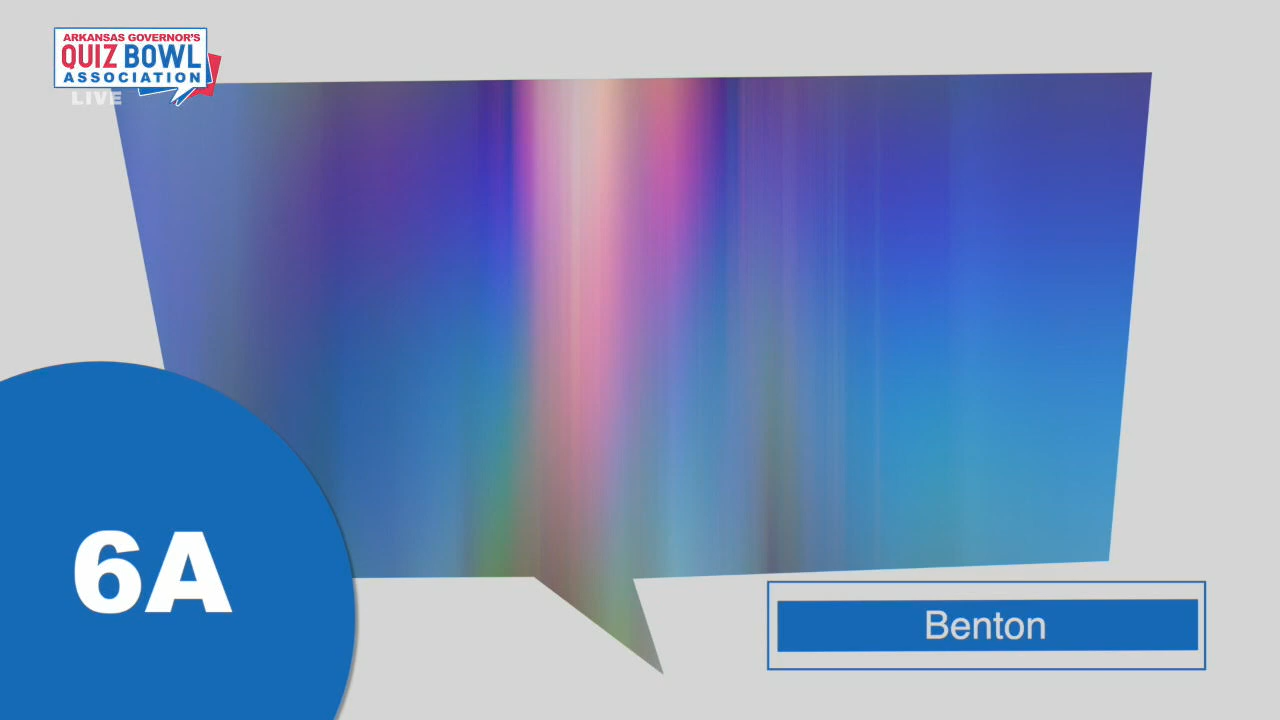 ARKANSAS GOVERNOR'S
QUIZ BOWL
ASSOCIATION
LIVE
6A
Benton